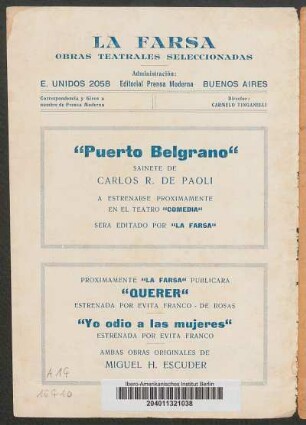 LA FARSA
OBRAS TEATRALES SELECCIONADAS
Administración:
E. UNIDOS 2058 Editorial Prensa Moderna BUENOS AIRES
Correspondencia y Giros a
nombre de Prensa Moderna
Director:
CARMELO
"Puerto Belgrano"
SAINETE DE
CARLOS R. DE PAOLI
A ESTRENARSE PROXIMAMENTE
EN EL TEATRO "COMEDIA"
SERA EDITADO POR "LA FARSA"
PROXIMAMENTE "LA FARSA" PUBLICARA
"QUERER"
ESTRENADA POR EVITA FRANCO - DE ROSAS
"Yo odio a las mujeres"
ESTRENADA POR EVITA FRANCO
AMBAS OBRAS ORIGINALES DE
MIGUEL H. ESCUDER
A 19
Ibero-Amerikanisches Institut Berlin
204011321038